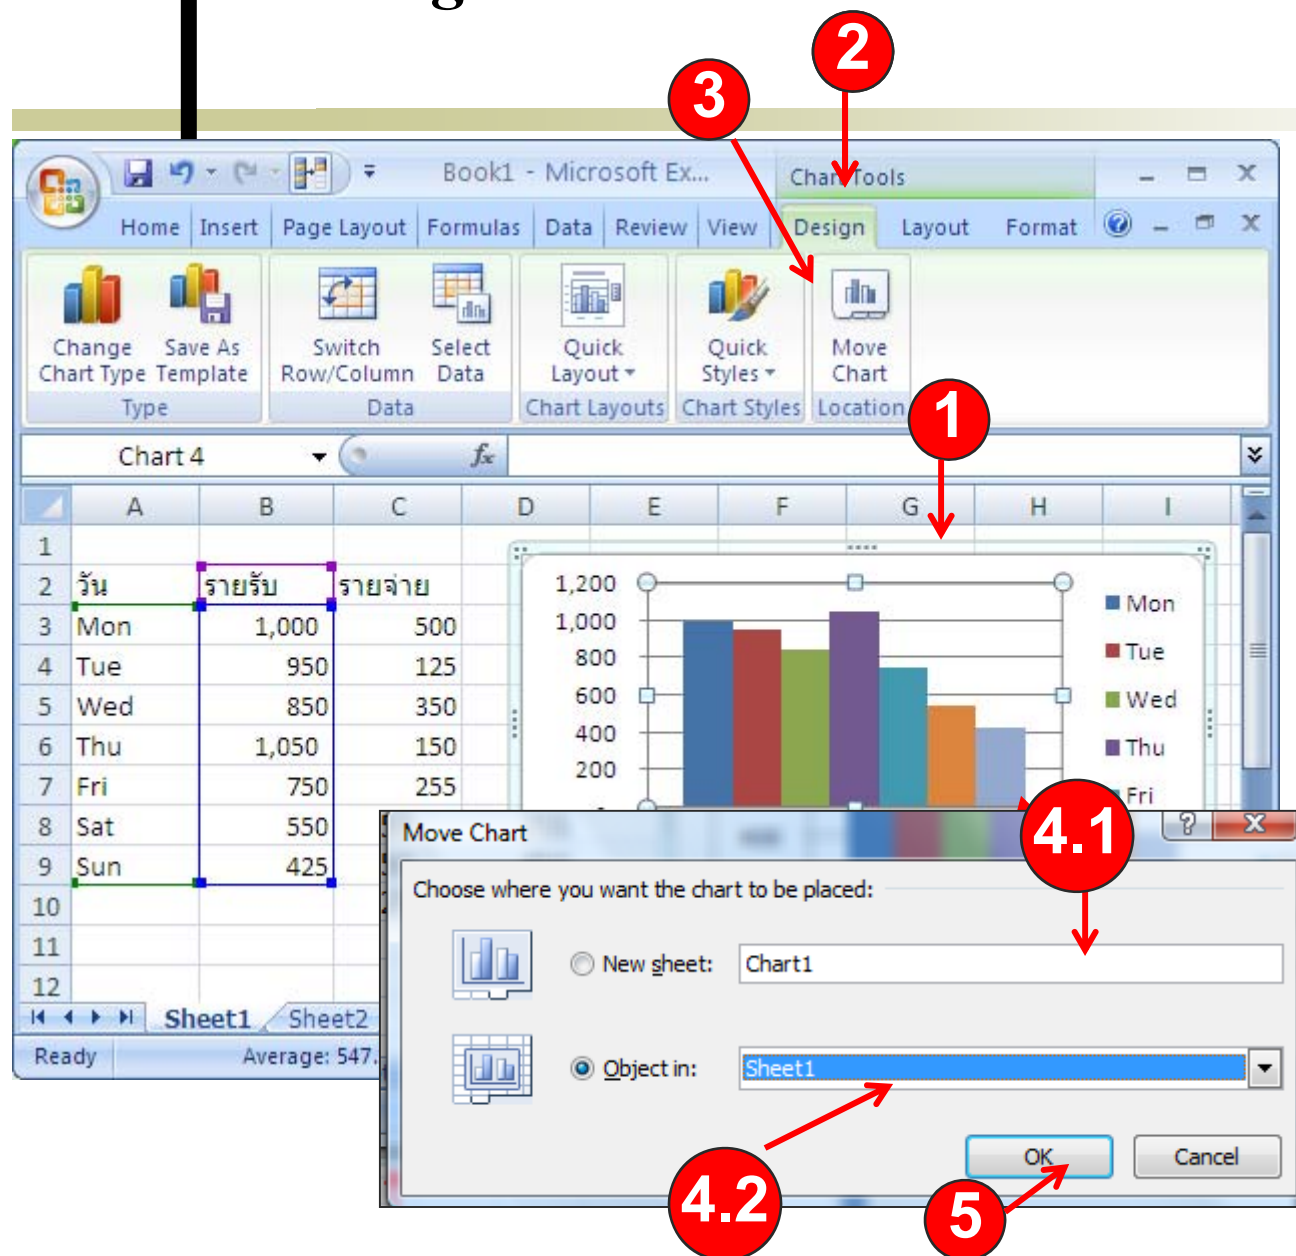 2
3
Book1 - Microsoft Ex... Chart Tools
Home Insert Page Layout Formulas Data Review View Design Layout Format
Change Chart Type Save As Template Switch Row/Column Select Data Quick Layout Quick Styles Move Chart
Type Data Chart Layouts Chart Styles Location
1
Chart 4 fx
A B C D E F G H I
1
2 วัน รายรับ รายจ่าย
3 Mon 1,000 500
4 Tue 950 125
5 Wed 850 350
6 Thu 1,050 150
7 Fri 750 255
8 Sat 550
9 Sun 425
10
11
12
1,200
1,000
800
600
400
200
Mon
Tue
Wed
Thu
Fri
Sheet1 Sheet2
Ready Average: 547.
4.1
Move Chart ? X
Choose where you want the chart to be placed:
New sheet: Chart1
Object in: Sheet1
OK Cancel
4.2
5